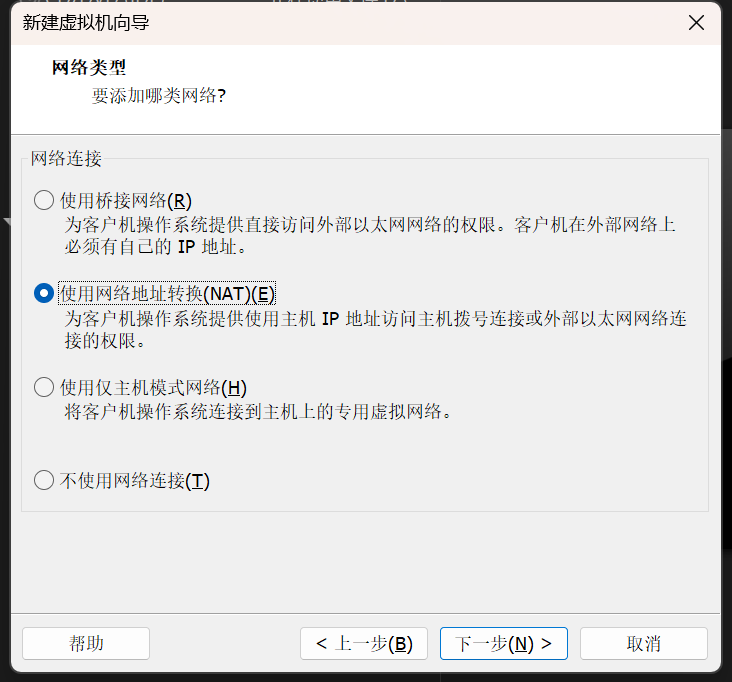 新建虚拟机向导
网络类型
要添加哪类网络?
网络连接
使用桥接网络(R)
为客户机操作系统提供直接访问外部以太网网络的权限。客户机在外部网络上
必须有自己的 IP 地址。
使用网络地址转换(NAT)(E)
为客户机操作系统提供使用主机 IP 地址访问主机拨号连接或外部以太网网络连
接的权限。
使用仅主机模式网络(H)
将客户机操作系统连接到主机上的专用虚拟网络。
不使用网络连接(T)
帮助
< 上一步(B)
下一步(N) >
取消